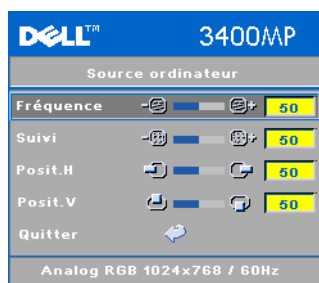 DELL™ 3400MP
Source ordinateur
Fréquence - + 50
Suivi - + 50
Posit.H 50
Posit.V 50
Quitter
Analog RGB 1024x768 / 60Hz